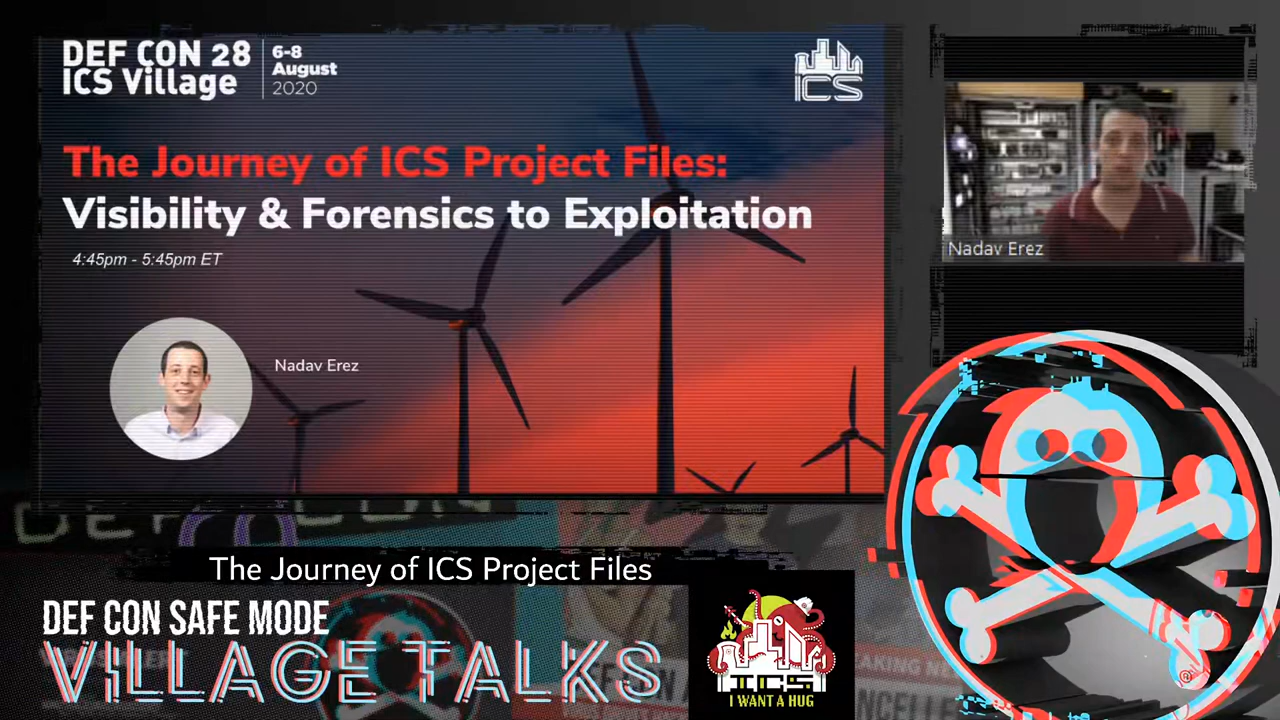 DEF CON 28
ICS Village
6-8
August
2020
ICS
The Journey of ICS Project Files:
Visibility & Forensics to Exploitation
4:45pm - 5:45pm ET
Nadav Erez
Nadav Erez
DEF CON
The Journey of ICS Project Files
DEF CON SAFE MODE
VILLAGE TALKS
ICS
I WANT A HUG